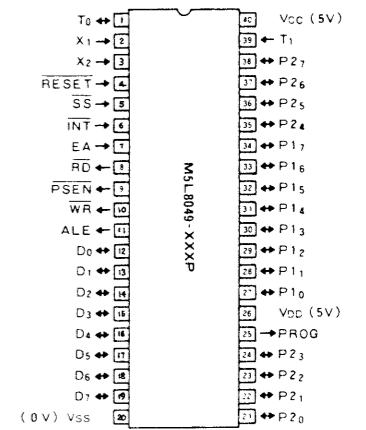 T0 ↔ 1 40 VCC (5V)
X1 → 2 39 ← T1
X2 → 3 38 ↔ P27
RESET → 4 37 ↔ P26
SS → 5 36 ↔ P25
INT → 6 35 ↔ P24
EA → 7 34 ↔ P17
RD ← 8 33 ↔ P16
PSEN ← 9 32 ↔ P15
WR ← 10 31 ↔ P14
ALE ← 11 30 ↔ P13
D0 ↔ 12 29 ↔ P12
D1 ↔ 13 28 ↔ P11
D2 ↔ 14 27 ↔ P10
D3 ↔ 15 26 VDD (5V)
D4 ↔ 16 25 → PROG
D5 ↔ 17 24 ↔ P23
D6 ↔ 18 23 ↔ P22
D7 ↔ 19 22 ↔ P21
(0V) VSS 20 21 ↔ P20
M5L8049-XXXP